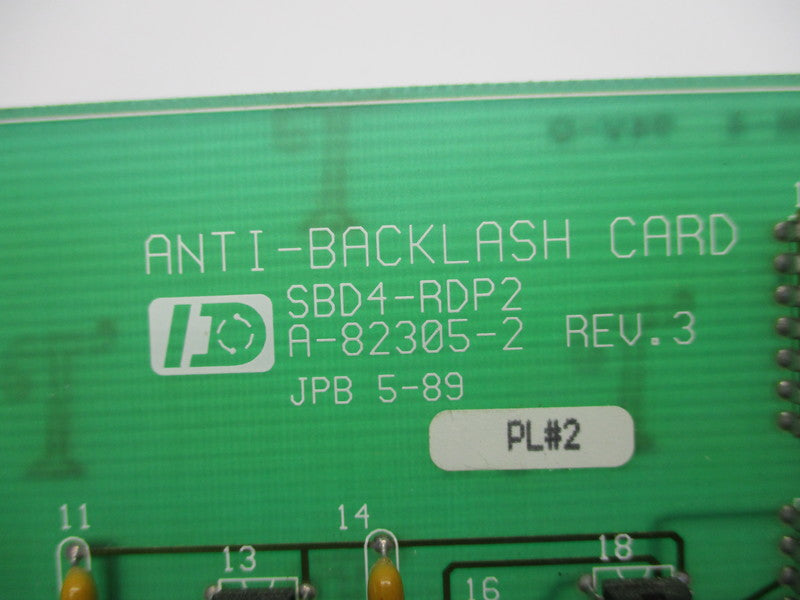 ANTI-BACKLASH CARD
SBD4-RDP2
A-82305-2 REV.3
JPB 5-89
PL#2
11
14
13
18
16